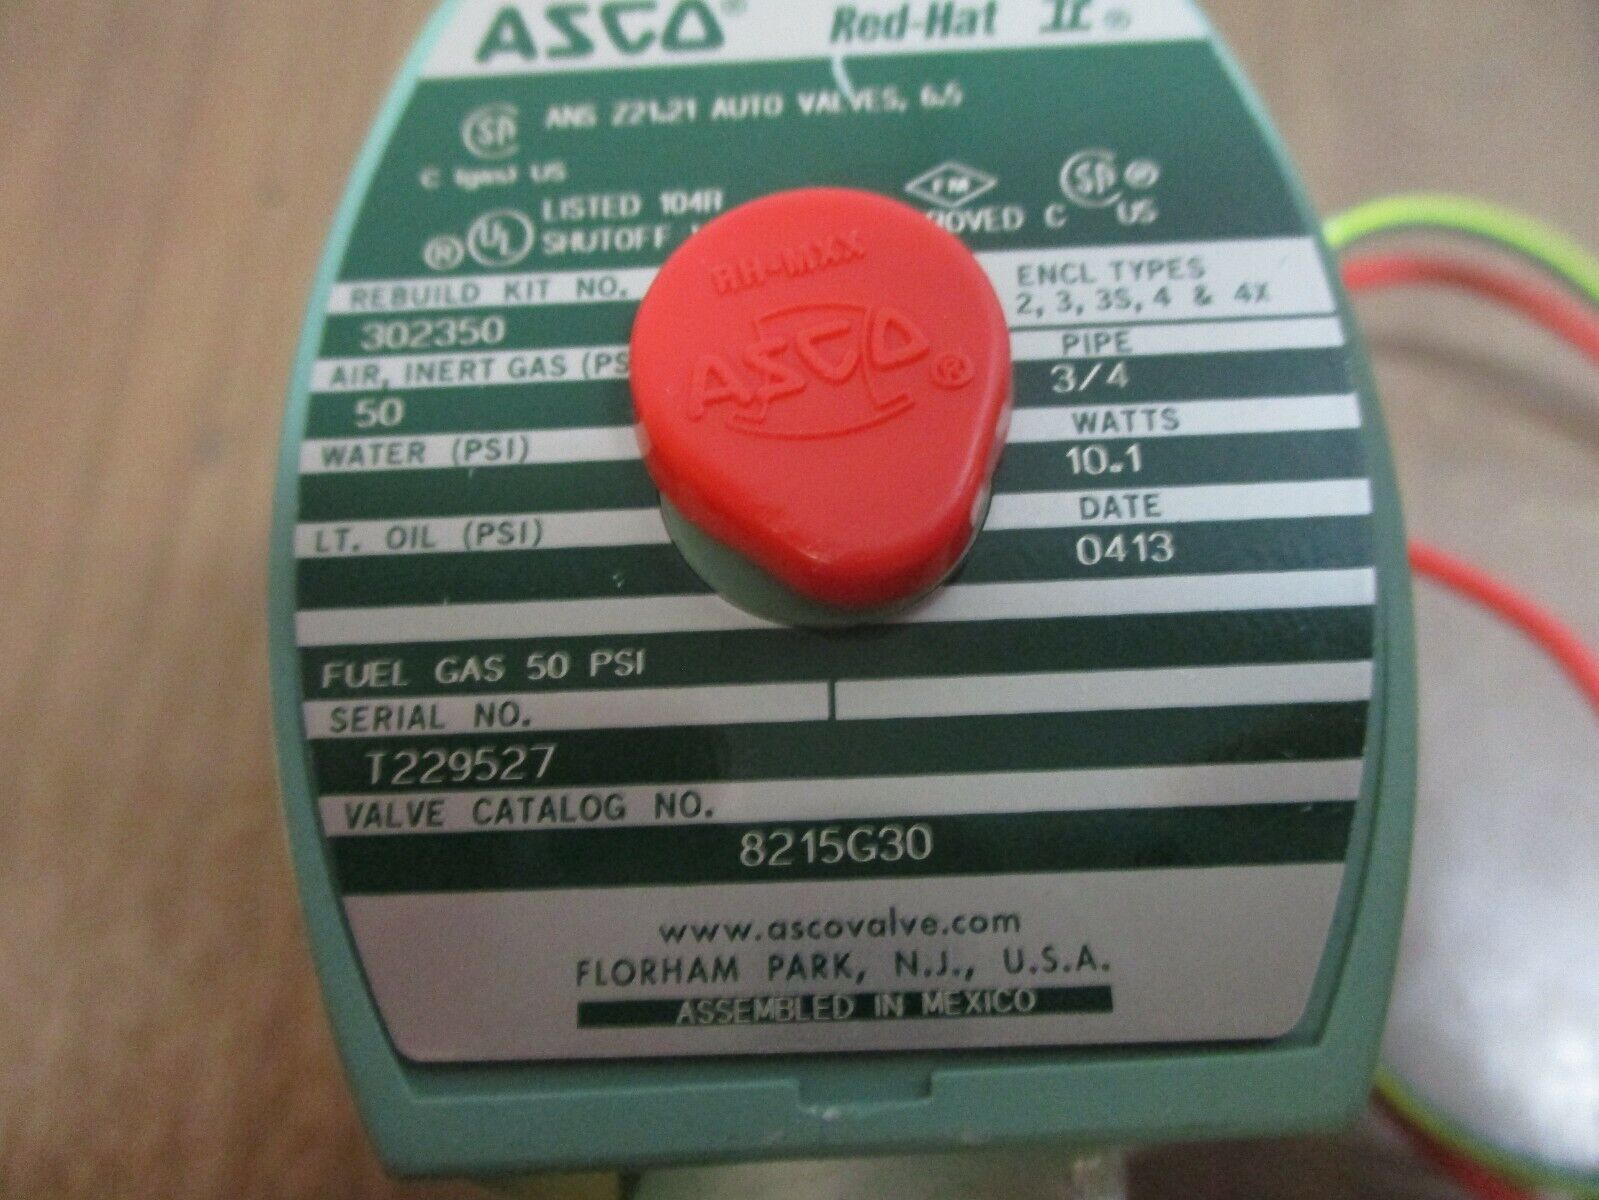 ASCO® Red-Hat II®
ANS Z21.21 AUTO VALVES, 6.5
C US
LISTED 104R
SHUTOFF
FM
C US
® UL
REBUILD KIT NO.
302350
AIR, INERT GAS (PS
50
WATER (PSI)
LT. OIL (PSI)
RH-MXX
ASCO®
ENCL TYPES
2, 3, 3S, 4 & 4X
PIPE
3/4
WATTS
10.1
DATE
0413
FUEL GAS 50 PSI
SERIAL NO.
T229527
VALVE CATALOG NO.
8215G30
www.ascovalve.com
FLORHAM PARK, N.J., U.S.A.
ASSEMBLED IN MEXICO